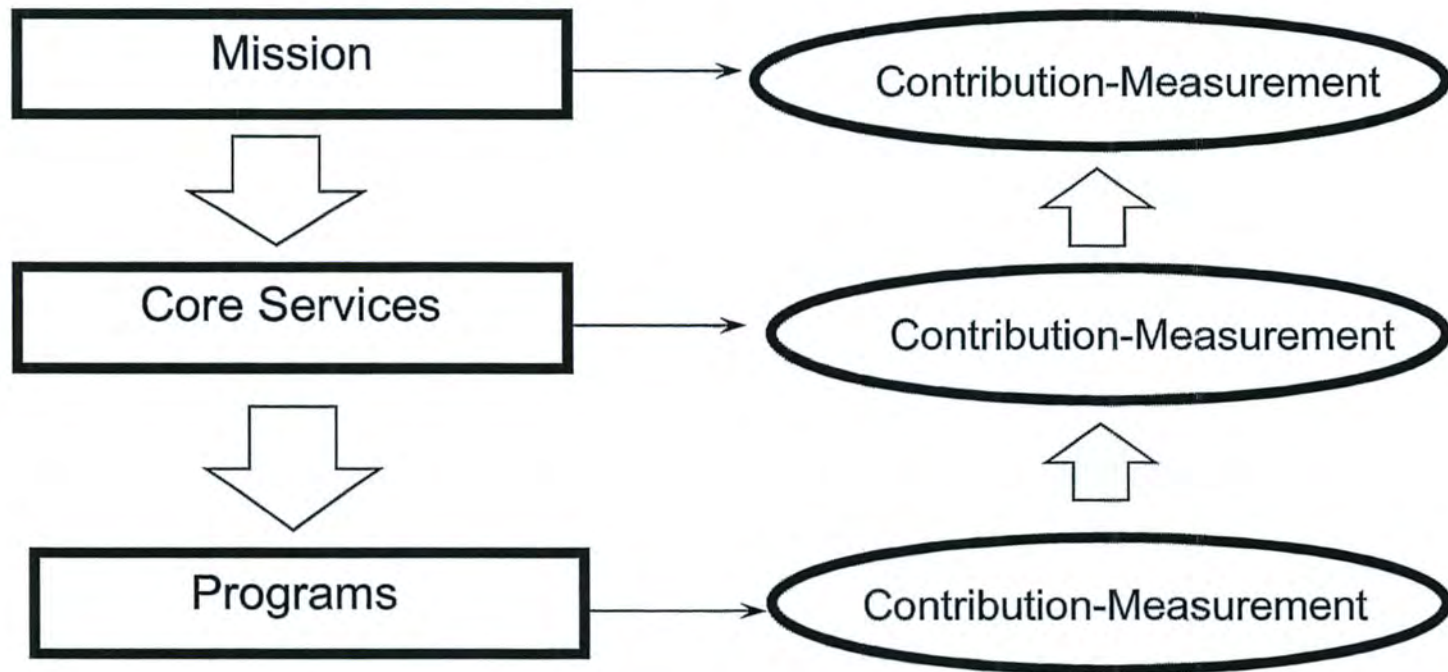 Mission
Contribution-Measurement
Core Services
Contribution-Measurement
Programs
Contribution-Measurement